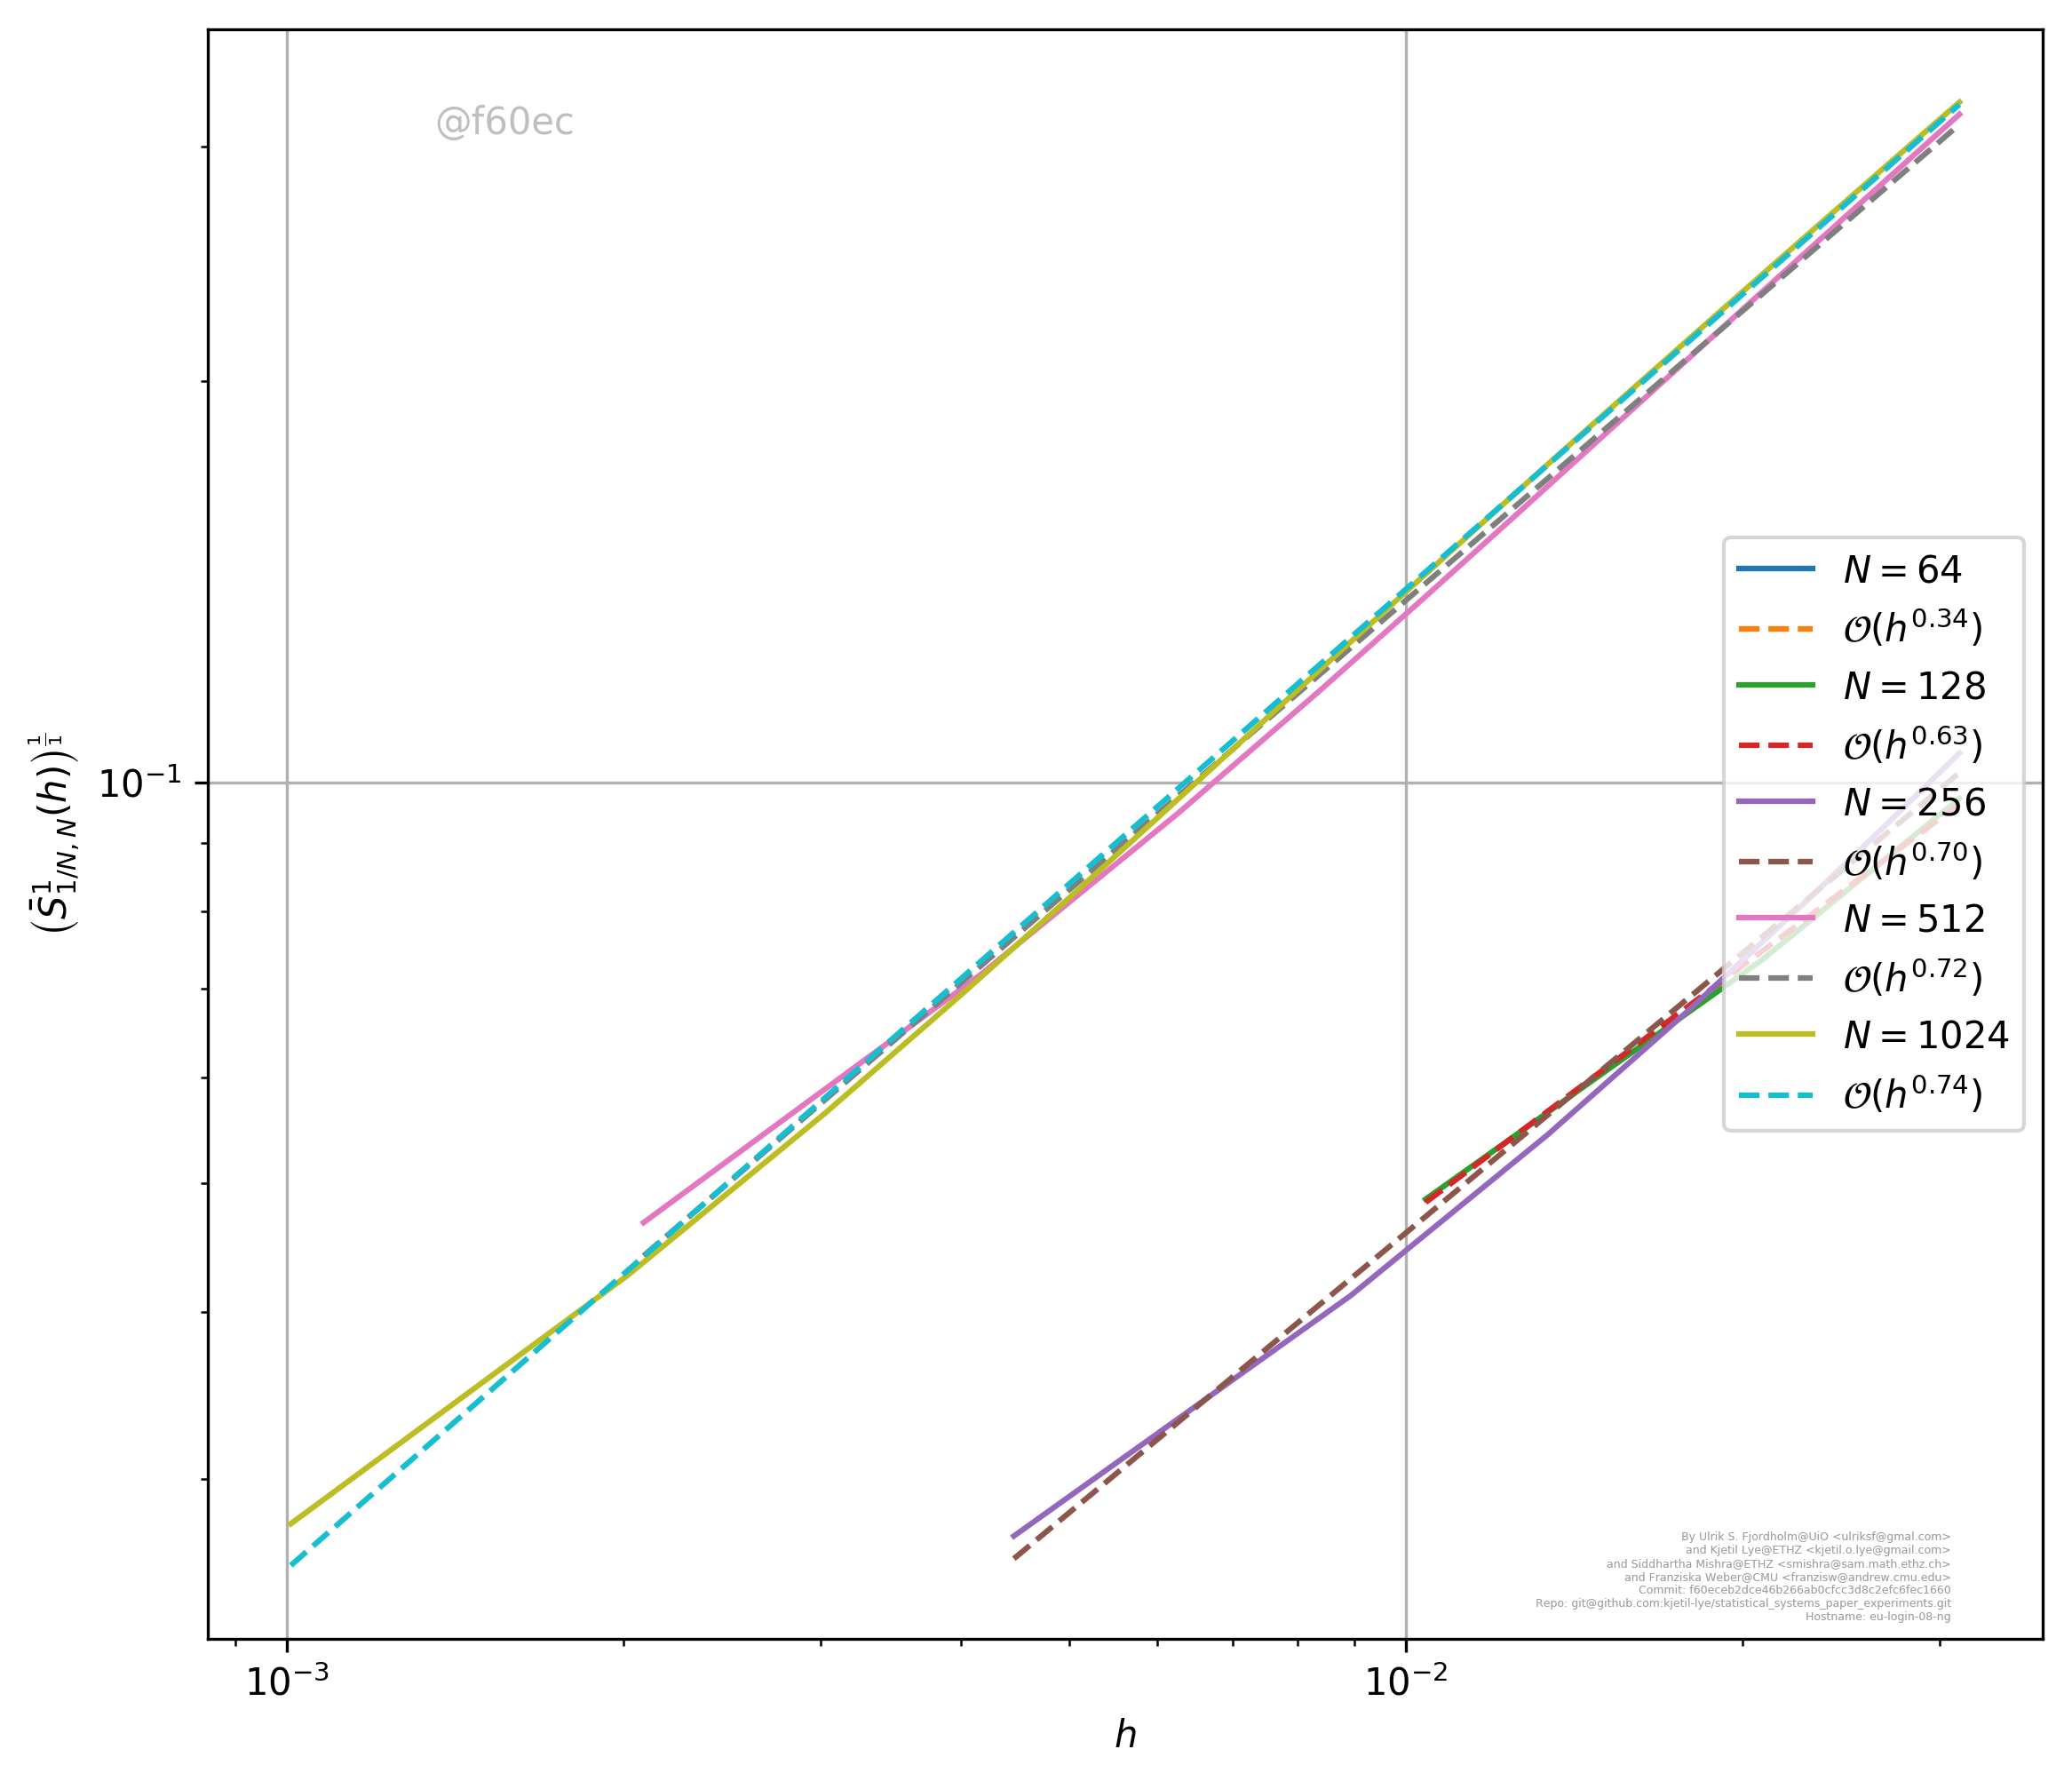 @f60ec
10⁻¹
(S̄¹₁/N, N(h))^(1/1)
N = 64
𝒪(h^0.34)
N = 128
𝒪(h^0.63)
N = 256
𝒪(h^0.70)
N = 512
𝒪(h^0.72)
N = 1024
𝒪(h^0.74)
By Ulrik S. Fjordholm@UiO <ulriksf@gmal.com>
and Kjetil Lye@ETHZ <kjetil.o.lye@gmail.com>
and Siddhartha Mishra@ETHZ <smishra@sam.math.ethz.ch>
and Franziska Weber@CMU <franzisw@andrew.cmu.edu>
Commit: f60eceb2dce46b266ab0cfcc3d8c2efc6fec1660
Repo: git@github.com:kjetil-lye/statistical_systems_paper_experiments.git
Hostname: eu-login-08-ng
10⁻³ 10⁻²
h